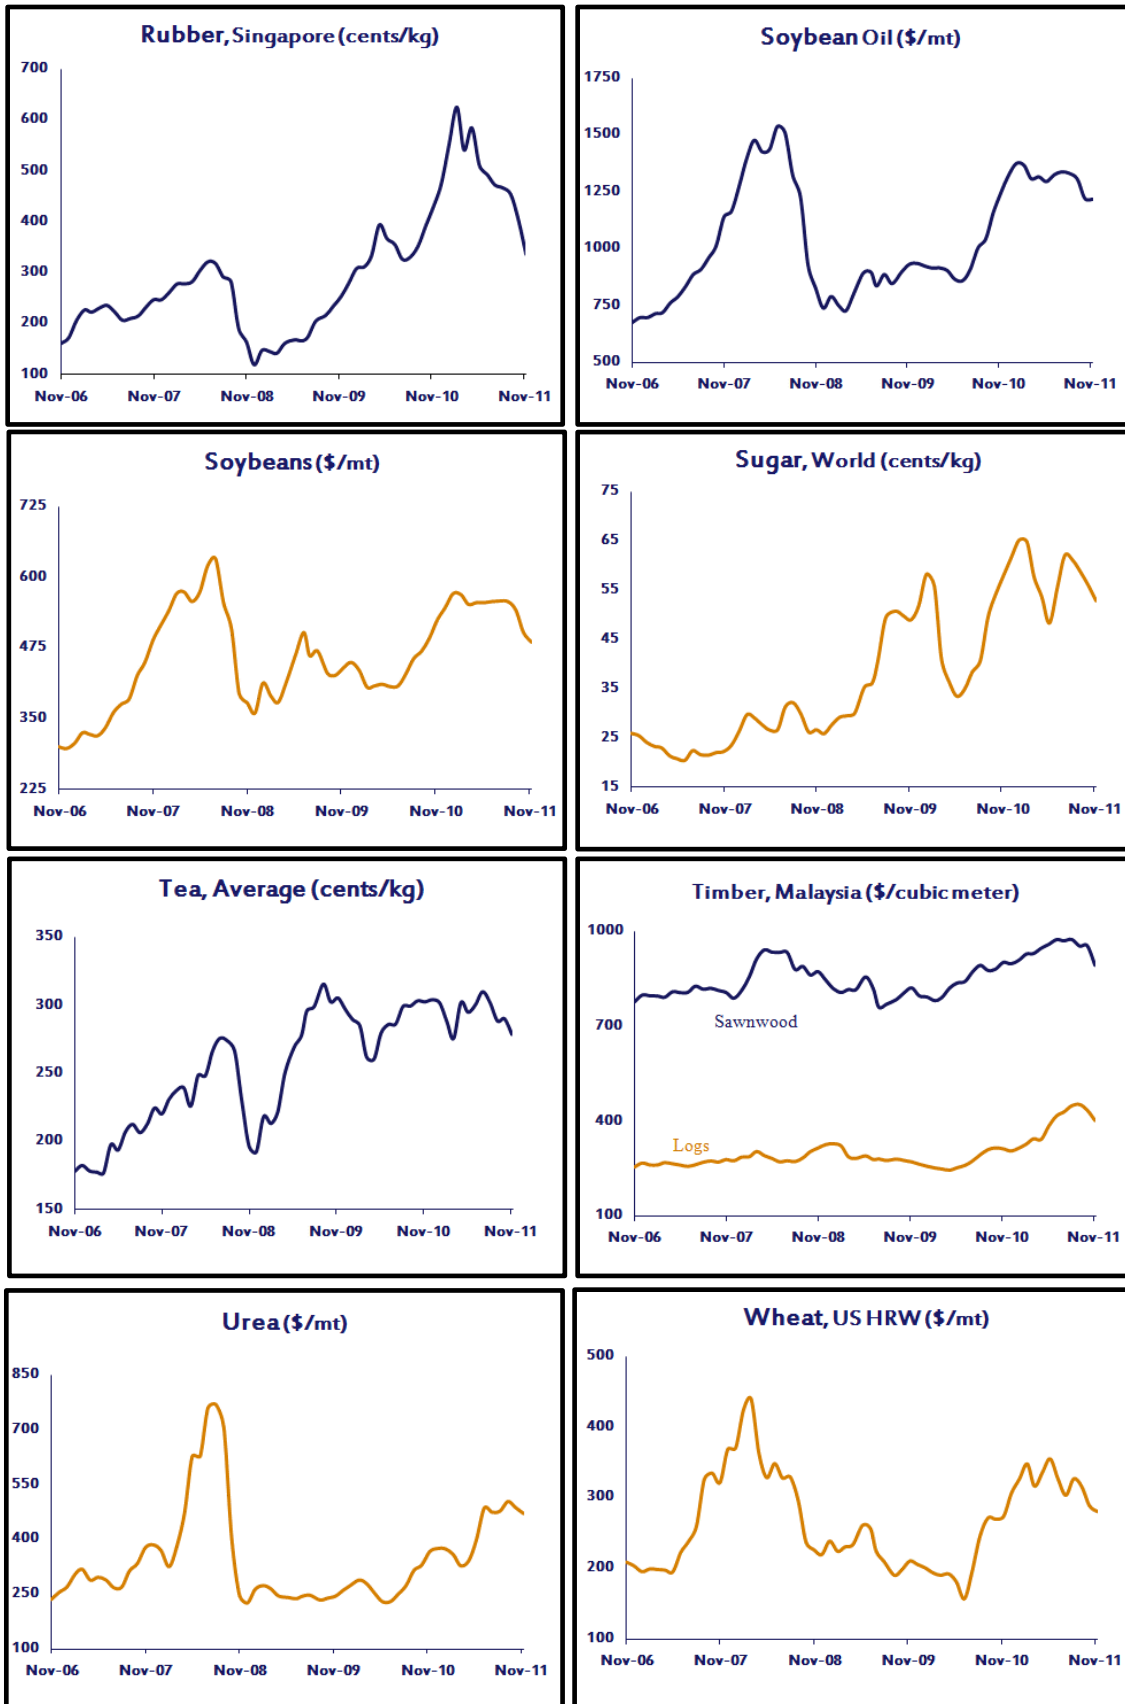 Rubber, Singapore (cents/kg)
700
600
500
400
300
200
100
Nov-06 Nov-07 Nov-08 Nov-09 Nov-10 Nov-11
Soybean Oil ($/mt)
1750
1500
1250
1000
750
500
Nov-06 Nov-07 Nov-08 Nov-09 Nov-10 Nov-11
Soybeans ($/mt)
725
600
475
350
225
Nov-06 Nov-07 Nov-08 Nov-09 Nov-10 Nov-11
Sugar, World (cents/kg)
75
65
55
45
35
25
15
Nov-06 Nov-07 Nov-08 Nov-09 Nov-10 Nov-11
Tea, Average (cents/kg)
350
300
250
200
150
Nov-06 Nov-07 Nov-08 Nov-09 Nov-10 Nov-11
Timber, Malaysia ($/cubic meter)
1000
700
Sawnwood
400
Logs
100
Nov-06 Nov-07 Nov-08 Nov-09 Nov-10 Nov-11
Urea ($/mt)
850
700
550
400
250
100
Nov-06 Nov-07 Nov-08 Nov-09 Nov-10 Nov-11
Wheat, US HRW ($/mt)
500
400
300
200
100
Nov-06 Nov-07 Nov-08 Nov-09 Nov-10 Nov-11